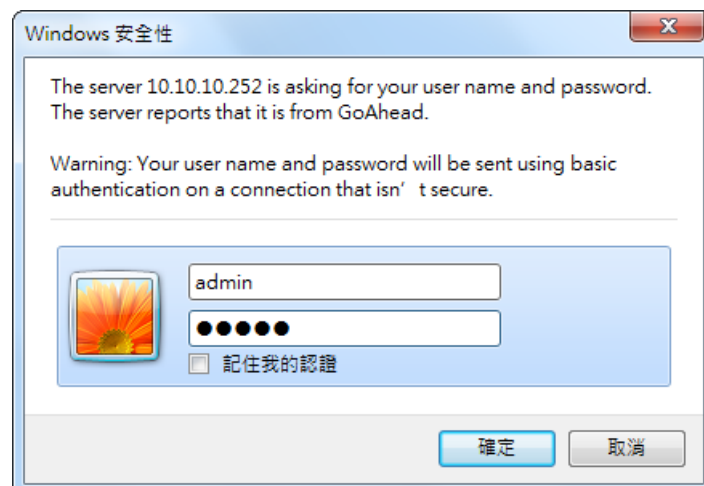 Windows 安全性
The server 10.10.10.252 is asking for your user name and password.
The server reports that it is from GoAhead.
Warning: Your user name and password will be sent using basic
authentication on a connection that isn't secure.
admin
●●●●●
記住我的認證
確定
取消